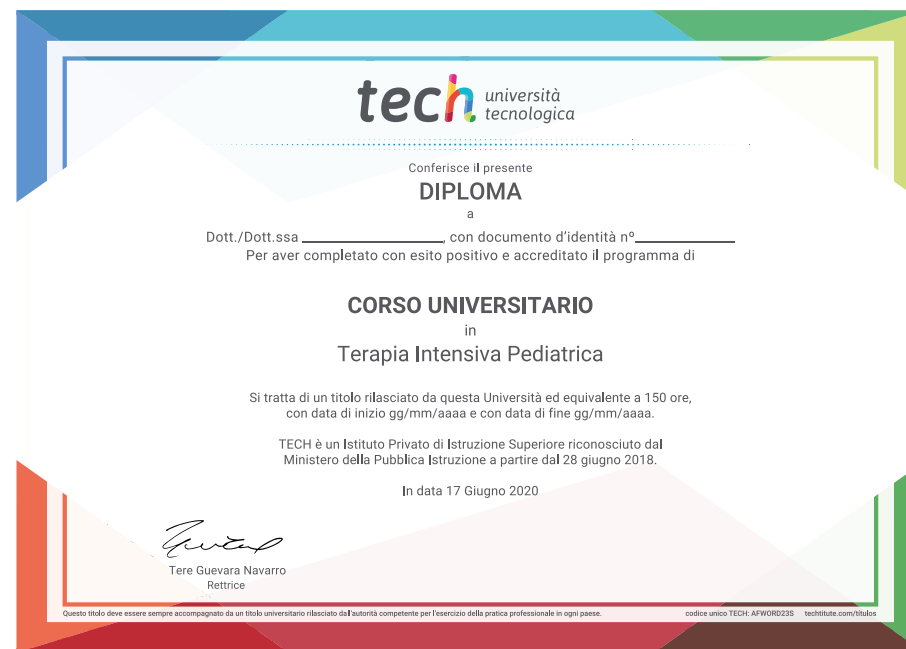 tech università
tecnologica
Conferisce il presente
DIPLOMA
a
Dott./Dott.ssa ____________________, con documento d'identità nº______________
Per aver completato con esito positivo e accreditato il programma di
CORSO UNIVERSITARIO
in
Terapia Intensiva Pediatrica
Si tratta di un titolo rilasciato da questa Università ed equivalente a 150 ore,
con data di inizio gg/mm/aaaa e con data di fine gg/mm/aaaa.
TECH è un Istituto Privato di Istruzione Superiore riconosciuto dal
Ministero della Pubblica Istruzione a partire dal 28 giugno 2018.
In data 17 Giugno 2020
Tere Guevara Navarro
Rettrice
Questo titolo deve essere sempre accompagnato da un titolo universitario rilasciato dall'autorità competente per l'esercizio della pratica professionale in ogni paese. codice unico TECH: AFWORD23S techtitute.com/titulos